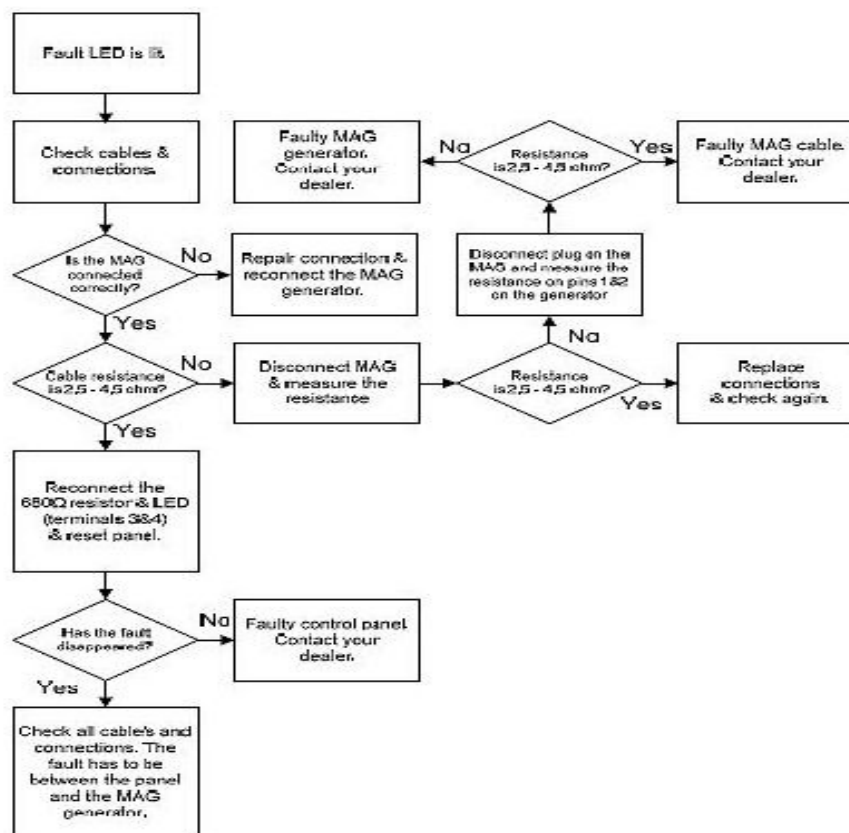 Fault LED is lit.
Check cables &
connections.
Is the MAG
connected
correctly?
No
Repair connection &
reconnect the MAG
generator.
Yes
Cable resistance
is 2,5 - 4,5 ohm?
No
Disconnect MAG
& measure the
resistance
Resistance
is 2,5 - 4,5 ohm?
Yes
Replace
connections
& check again.
No
Disconnect plug on the
MAG and measure the
resistance on pins 1&2
on the generator
Resistance
is 2,5 - 4,5 ohm?
No
Faulty MAG
generator.
Contact your
dealer.
Yes
Faulty MAG cable.
Contact your
dealer.
Yes
Reconnect the
680Ω resistor & LED
(terminals 3&4)
& reset panel.
Has the fault
disappeared?
No
Faulty control panel.
Contact your
dealer.
Yes
Check all cable's and
connections. The
fault has to be
between the panel
and the MAG
generator.